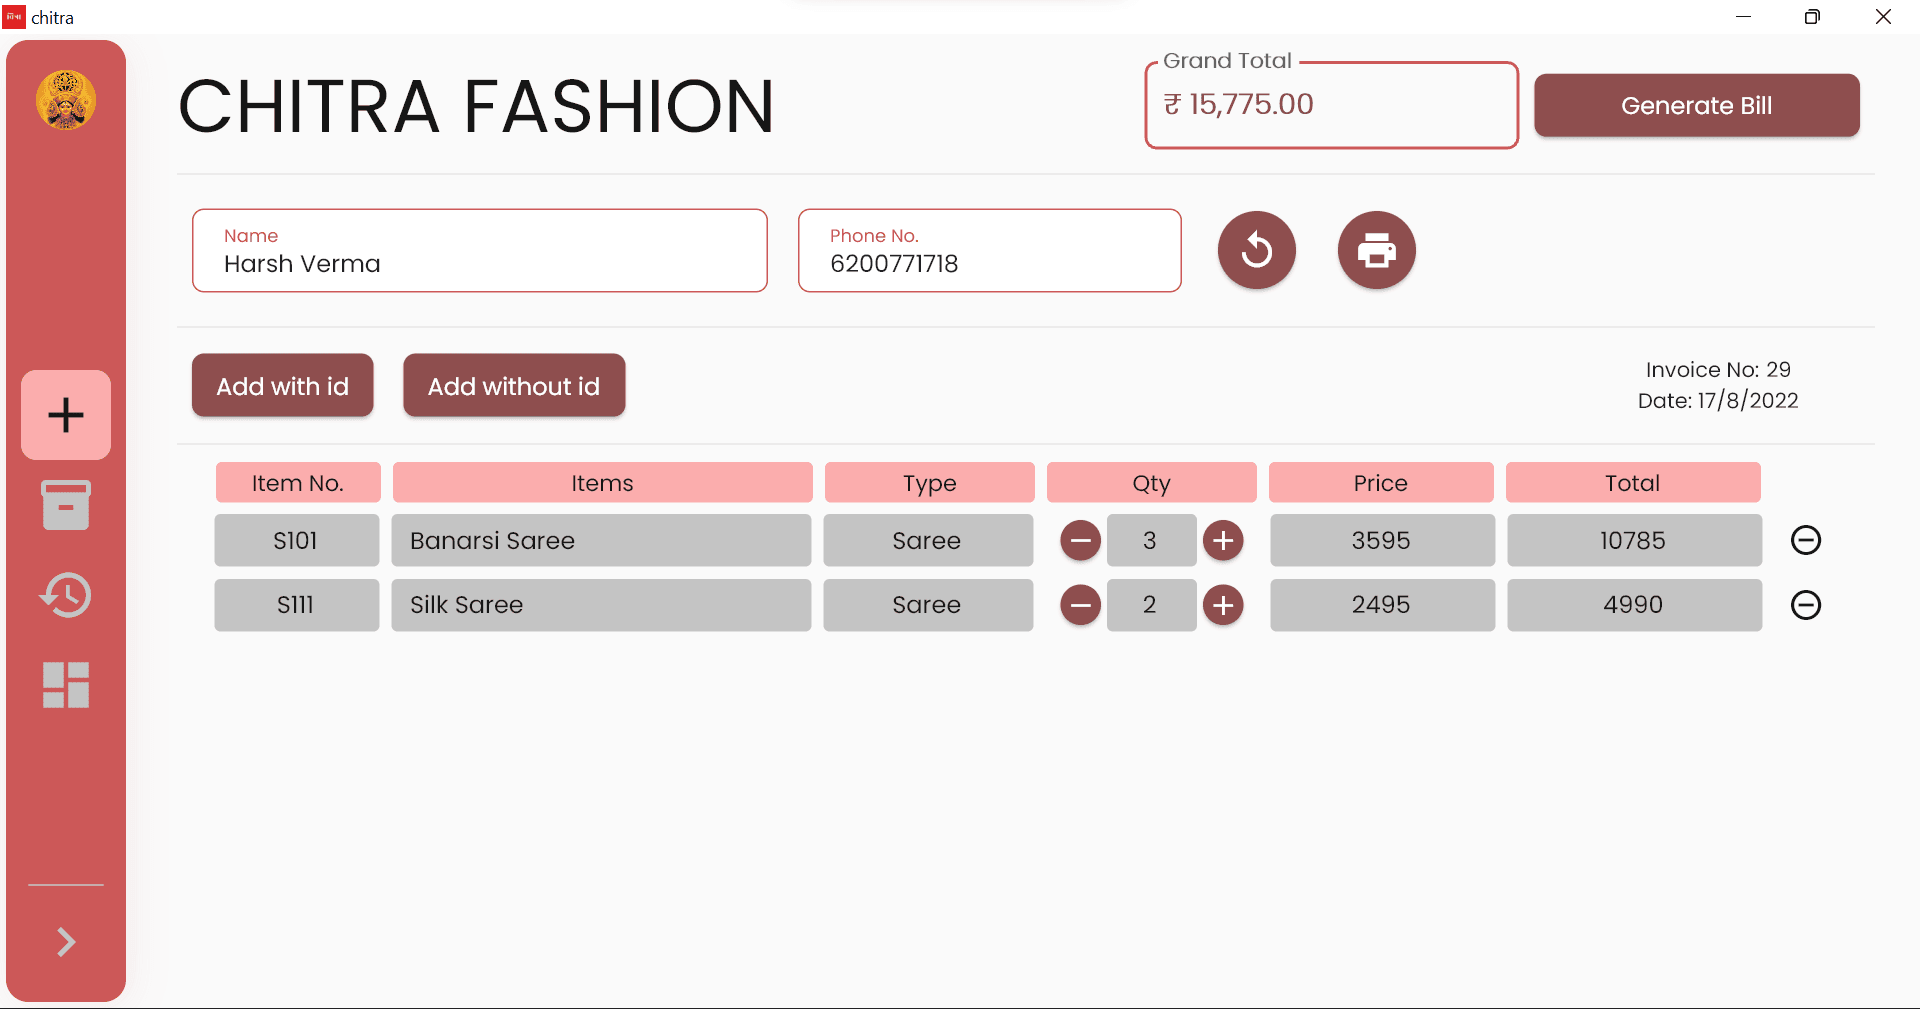 chitra
CHITRA FASHION
Grand Total
₹ 15,775.00
Generate Bill
Name
Harsh Verma
Phone No.
6200771718
Add with id
Add without id
Invoice No: 29
Date: 17/8/2022
Item No. Items Type Qty Price Total
S101 Banarsi Saree Saree 3 3595 10785
S111 Silk Saree Saree 2 2495 4990